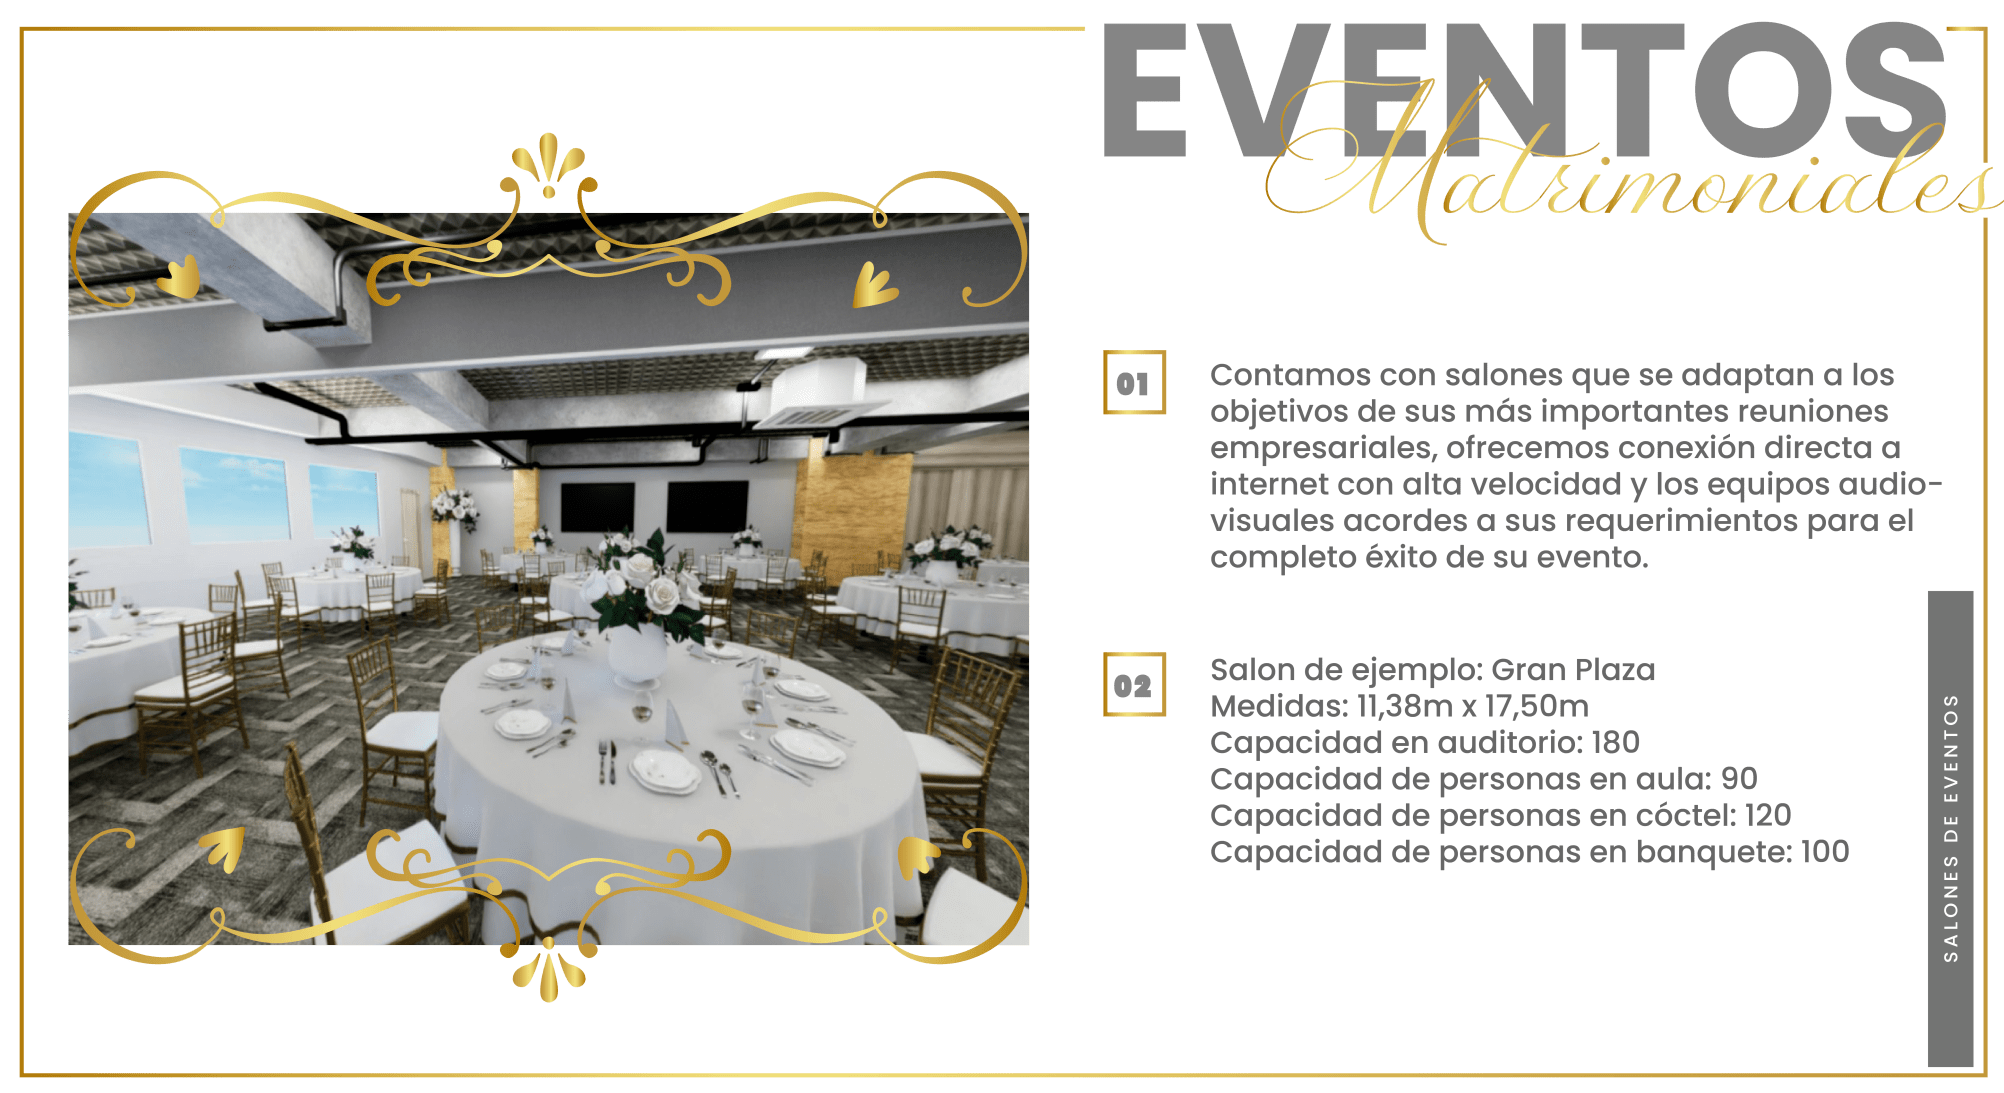 EVENTOS
Matrimoniales
01
Contamos con salones que se adaptan a los
objetivos de sus más importantes reuniones
empresariales, ofrecemos conexión directa a
internet con alta velocidad y los equipos audio-
visuales acordes a sus requerimientos para el
completo éxito de su evento.
02
Salon de ejemplo: Gran Plaza
Medidas: 11,38m x 17,50m
Capacidad en auditorio: 180
Capacidad de personas en aula: 90
Capacidad de personas en cóctel: 120
Capacidad de personas en banquete: 100
SALONES DE EVENTOS